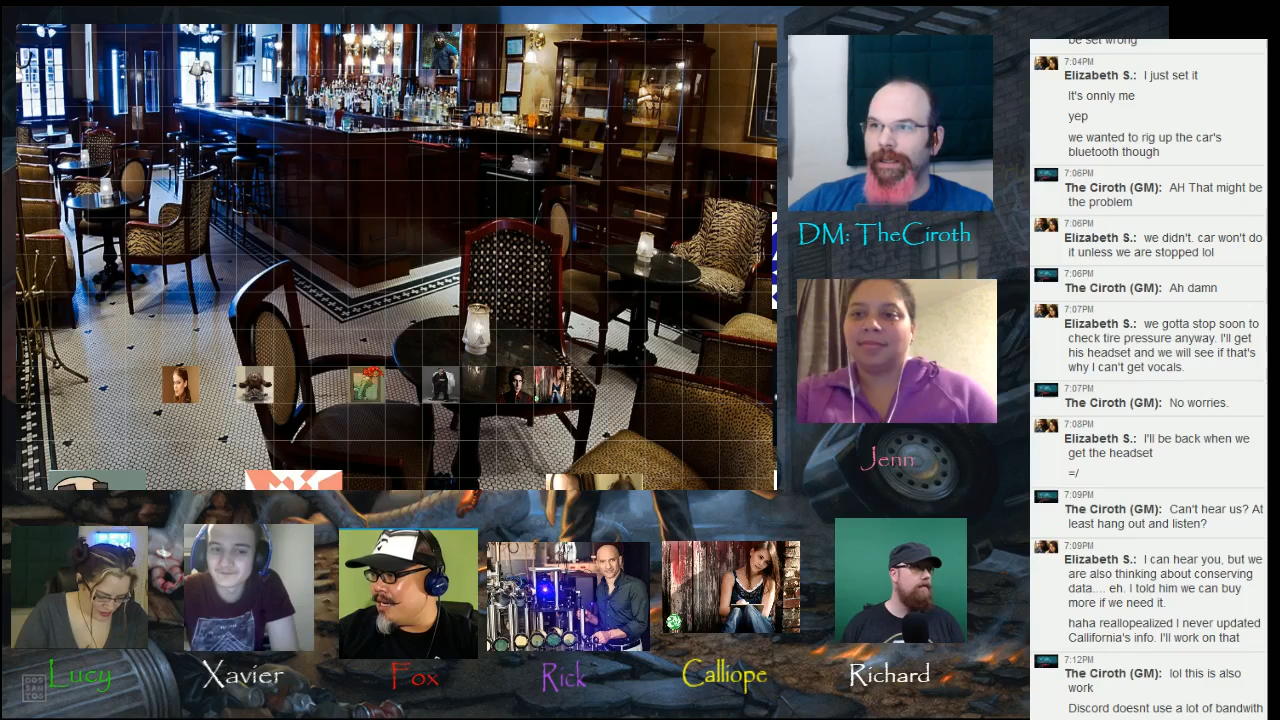 DM: TheCiroth
Jenn
Lucy
Xavier
Fox
Rick
Calliope
Richard
DOS
SAN
TOS
be set wrong
7:04PM
Elizabeth S.: I just set it
It's onnly me
yep
we wanted to rig up the car's
bluetooth though
7:06PM
The Ciroth (GM): AH That might be
the problem
7:06PM
Elizabeth S.: we didn't. car won't do
it unless we are stopped lol
7:06PM
The Ciroth (GM): Ah damn
7:07PM
Elizabeth S.: we gotta stop soon to
check tire pressure anyway. I'll get
his headset and we will see if that's
why I can't get vocals.
7:07PM
The Ciroth (GM): No worries.
7:08PM
Elizabeth S.: I'll be back when we
get the headset
=/
7:09PM
The Ciroth (GM): Can't hear us? At
least hang out and listen?
7:09PM
Elizabeth S.: I can hear you, but we
are also thinking about conserving
data.... eh. I told him we can buy
more if we need it.
haha reallopealized I never updated
Callifornia's info. I'll work on that
7:12PM
The Ciroth (GM): lol this is also
work
Discord doesnt use a lot of bandwith